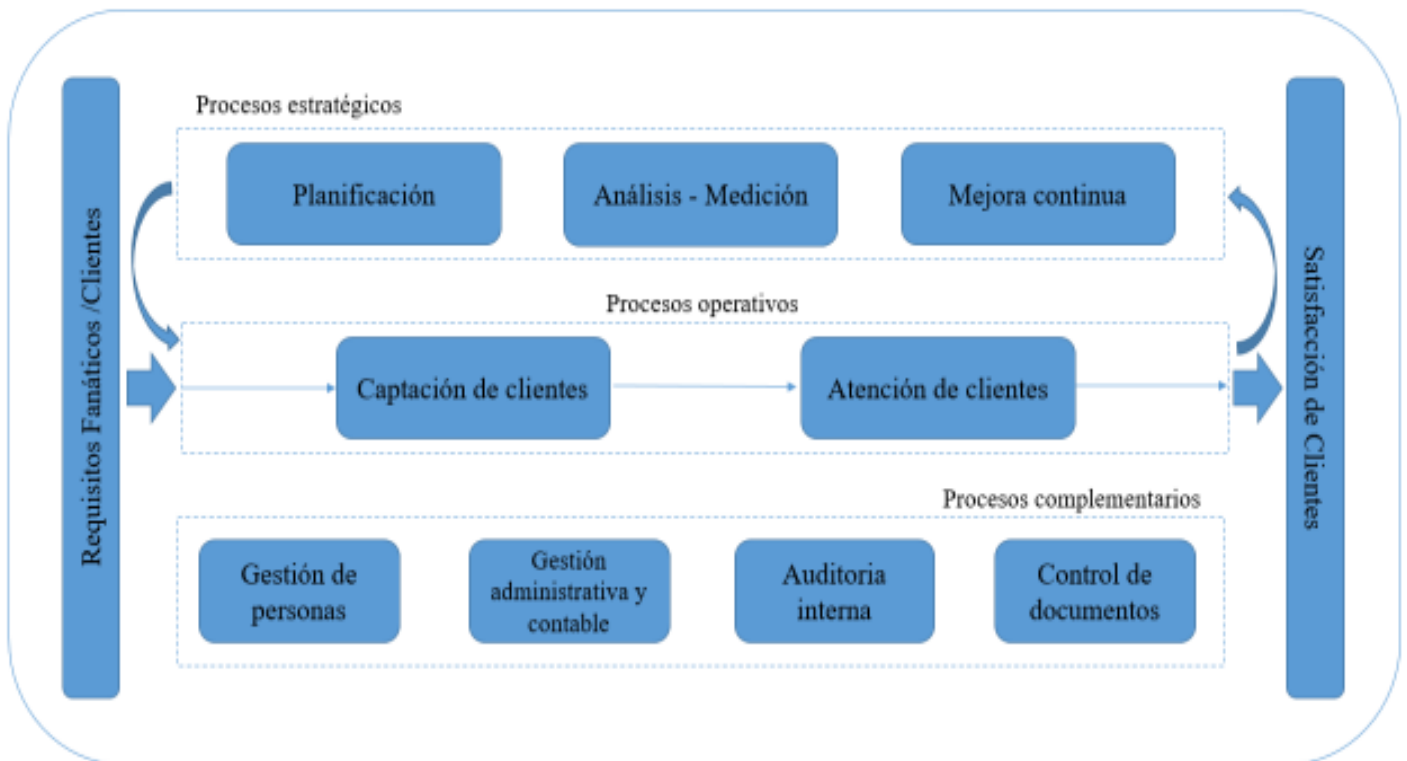 Requisitos Fanáticos /Clientes
Procesos estratégicos
Planificación
Análisis - Medición
Mejora continua
Procesos operativos
Captación de clientes
Atención de clientes
Procesos complementarios
Gestión de
personas
Gestión
administrativa y
contable
Auditoria
interna
Control de
documentos
Satisfacción de Clientes